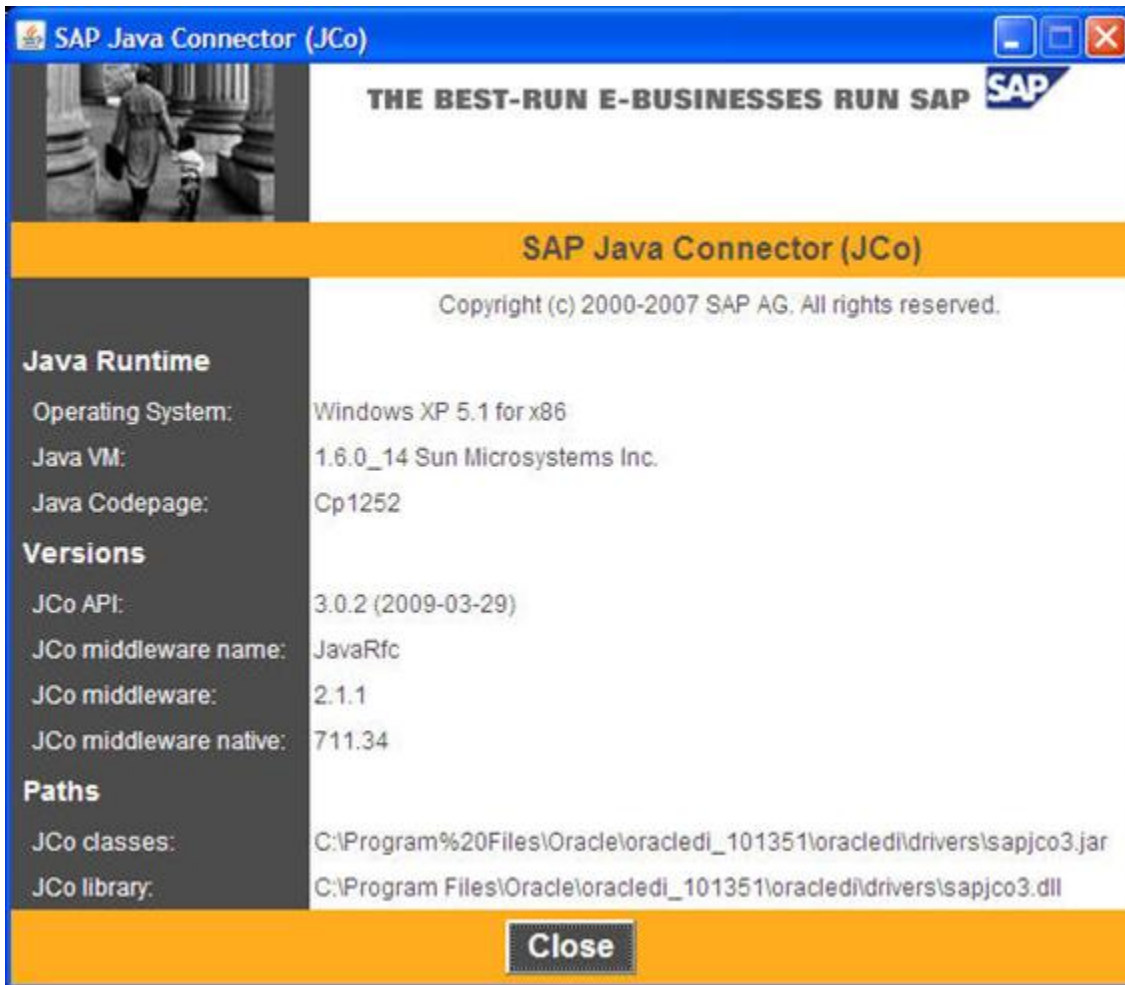 SAP Java Connector (JCo)
THE BEST-RUN E-BUSINESSES RUN SAP SAP
SAP Java Connector (JCo)
Copyright (c) 2000-2007 SAP AG. All rights reserved.
Java Runtime
Operating System: Windows XP 5.1 for x86
Java VM: 1.6.0_14 Sun Microsystems Inc.
Java Codepage: Cp1252
Versions
JCo API: 3.0.2 (2009-03-29)
JCo middleware name: JavaRfc
JCo middleware: 2.1.1
JCo middleware native: 711.34
Paths
JCo classes: C:\Program%20Files\Oracle\oracledi_101351\oracledi\drivers\sapjco3.jar
JCo library: C:\Program Files\Oracle\oracledi_101351\oracledi\drivers\sapjco3.dll
Close